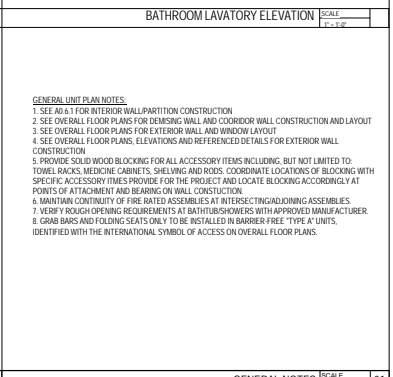 BATHROOM LAVATORY ELEVATION SCALE
1" = 1'-0"
GENERAL UNIT PLAN NOTES:
1. SEE A0.6.1 FOR INTERIOR WALL/PARTITION CONSTRUCTION
2. SEE OVERALL FLOOR PLANS FOR DEMISING WALL AND COORIDOR WALL CONSTRUCTION AND LAYOUT
3. SEE OVERALL FLOOR PLANS FOR EXTERIOR WALL AND WINDOW LAYOUT
4. SEE OVERALL FLOOR PLANS, ELEVATIONS AND REFERENCED DETAILS FOR EXTERIOR WALL
CONSTRUCTION
5. PROVIDE SOLID WOOD BLOCKING FOR ALL ACCESSORY ITEMS INCLUDING, BUT NOT LIMITED TO:
TOWEL RACKS, MEDICINE CABINETS, SHELVING AND RODS. COORDINATE LOCATIONS OF BLOCKING WITH
SPECIFIC ACCESSORY ITMES PROVIDE FOR THE PROJECT AND LOCATE BLOCKING ACCORDINGLY AT
POINTS OF ATTACHMENT AND BEARING ON WALL CONSTUCTION.
6. MAINTIAIN CONTINUITY OF FIRE RATED ASSEMBLIES AT INTERSECTING/ADJOINING ASSEMBLIES.
7. VERIFY ROUGH OPENING REQUIREMENTS AT BATHTUB/SHOWERS WITH APPROVED MANUFACTURER.
8. GRAB BARS AND FOLDING SEATS ONLY TO BE INSTALLED IN BARRIER-FREE "TYPE A" UNITS,
IDENTIFIED WITH THE INTERNATIONAL SYMBOL OF ACCESS ON OVERALL FLOOR PLANS.
GENERAL NOTES SCALE